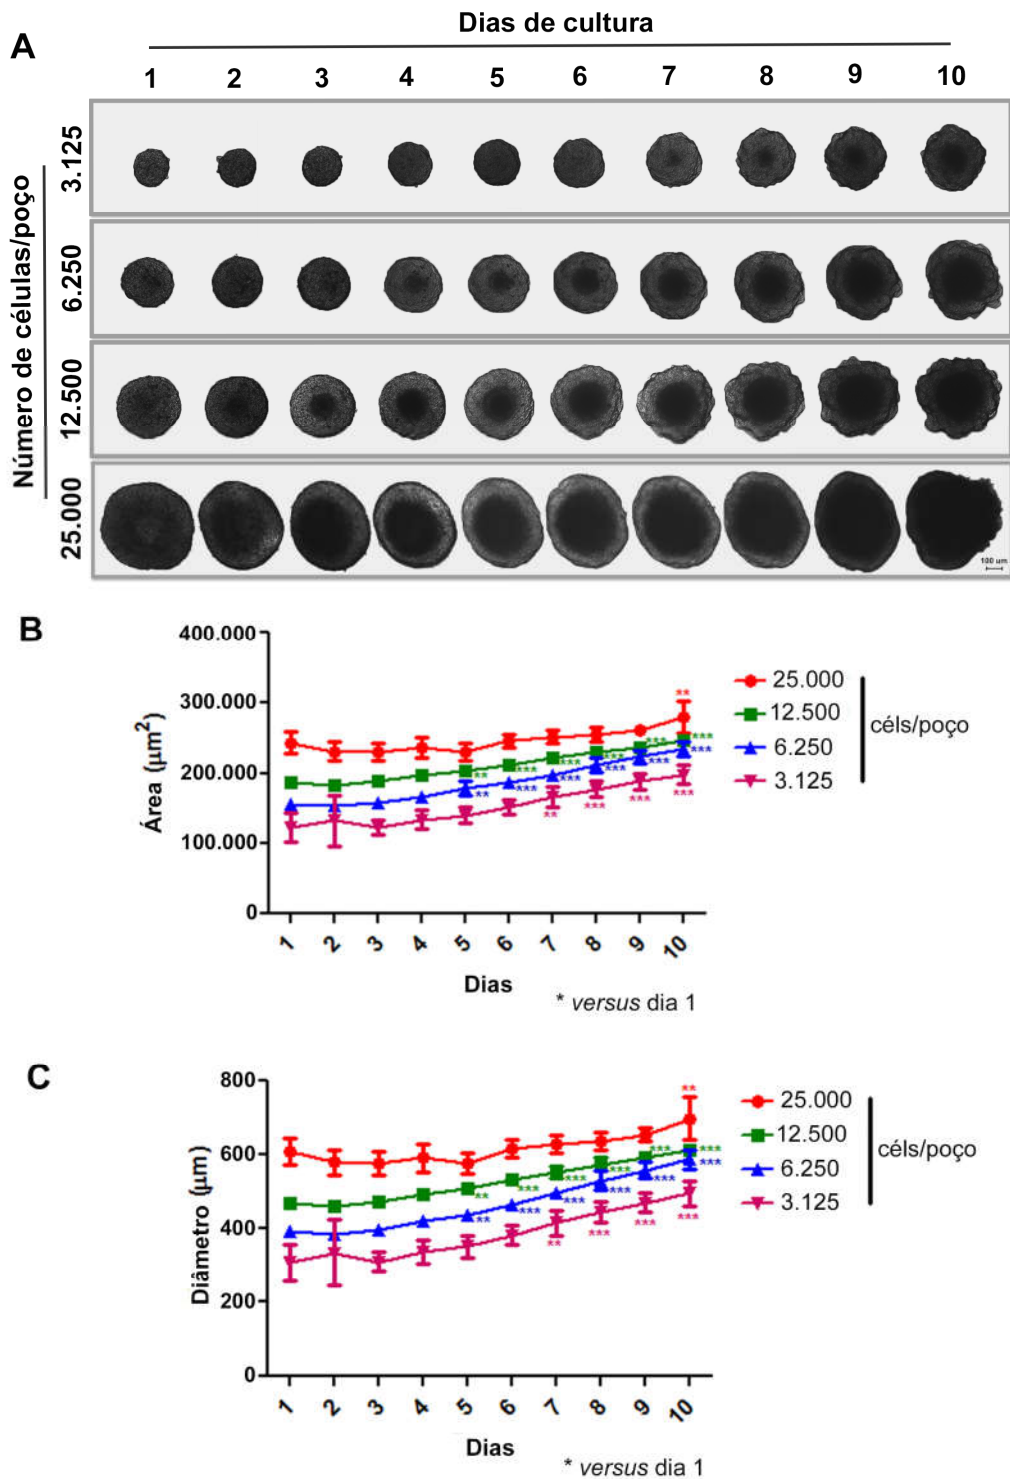 A
Dias de cultura
1 2 3 4 5 6 7 8 9 10
Número de células/poço
3.125
6.250
12.500
25.000
100 um
B
Área (µm²)
400.000
300.000
200.000
100.000
0
** ** *** *** *** *** ***
** *** *** *** *** ***
** *** *** ***
1 2 3 4 5 6 7 8 9 10
Dias
* versus dia 1
25.000
12.500
6.250
3.125
céls/poço
C
Diâmetro (µm)
800
600
400
200
0
** ** *** *** *** *** ***
** *** *** *** *** ***
** *** *** ***
1 2 3 4 5 6 7 8 9 10
Dias
* versus dia 1
25.000
12.500
6.250
3.125
céls/poço